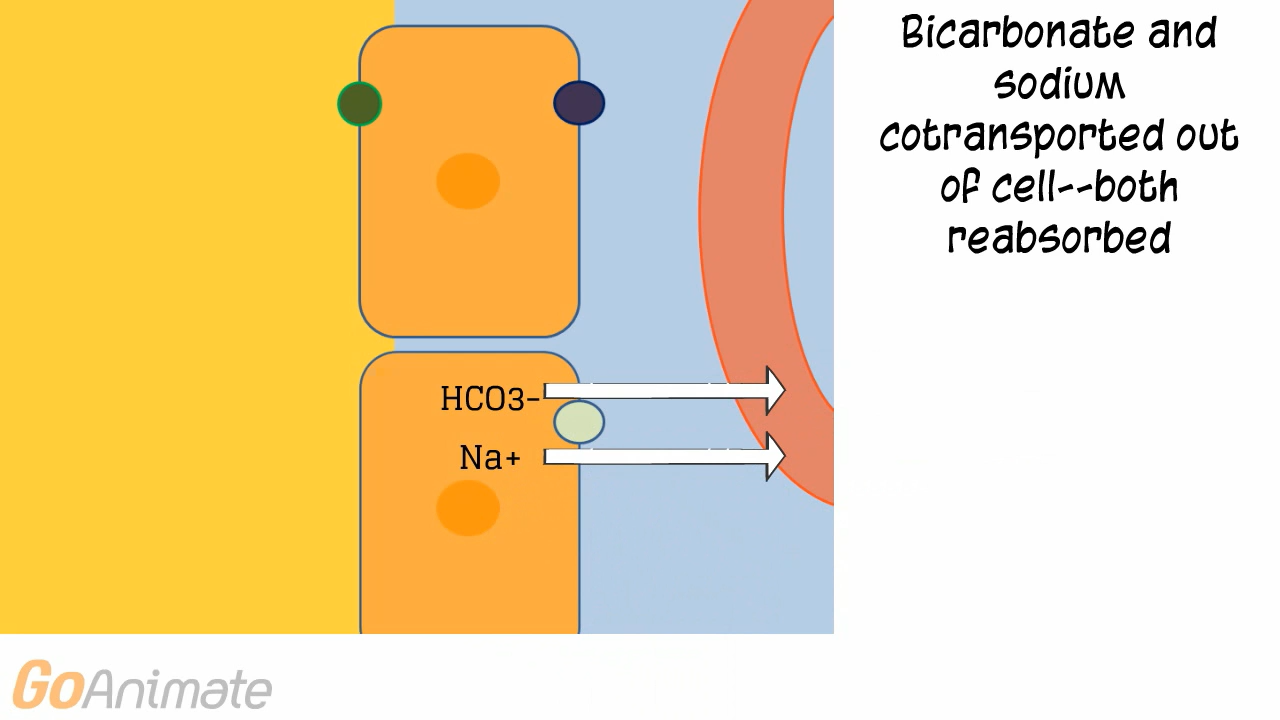 Bicarbonate and
sodium
cotransported out
of cell--both
reabsorbed
HCO3-
Na+
GoAnimate